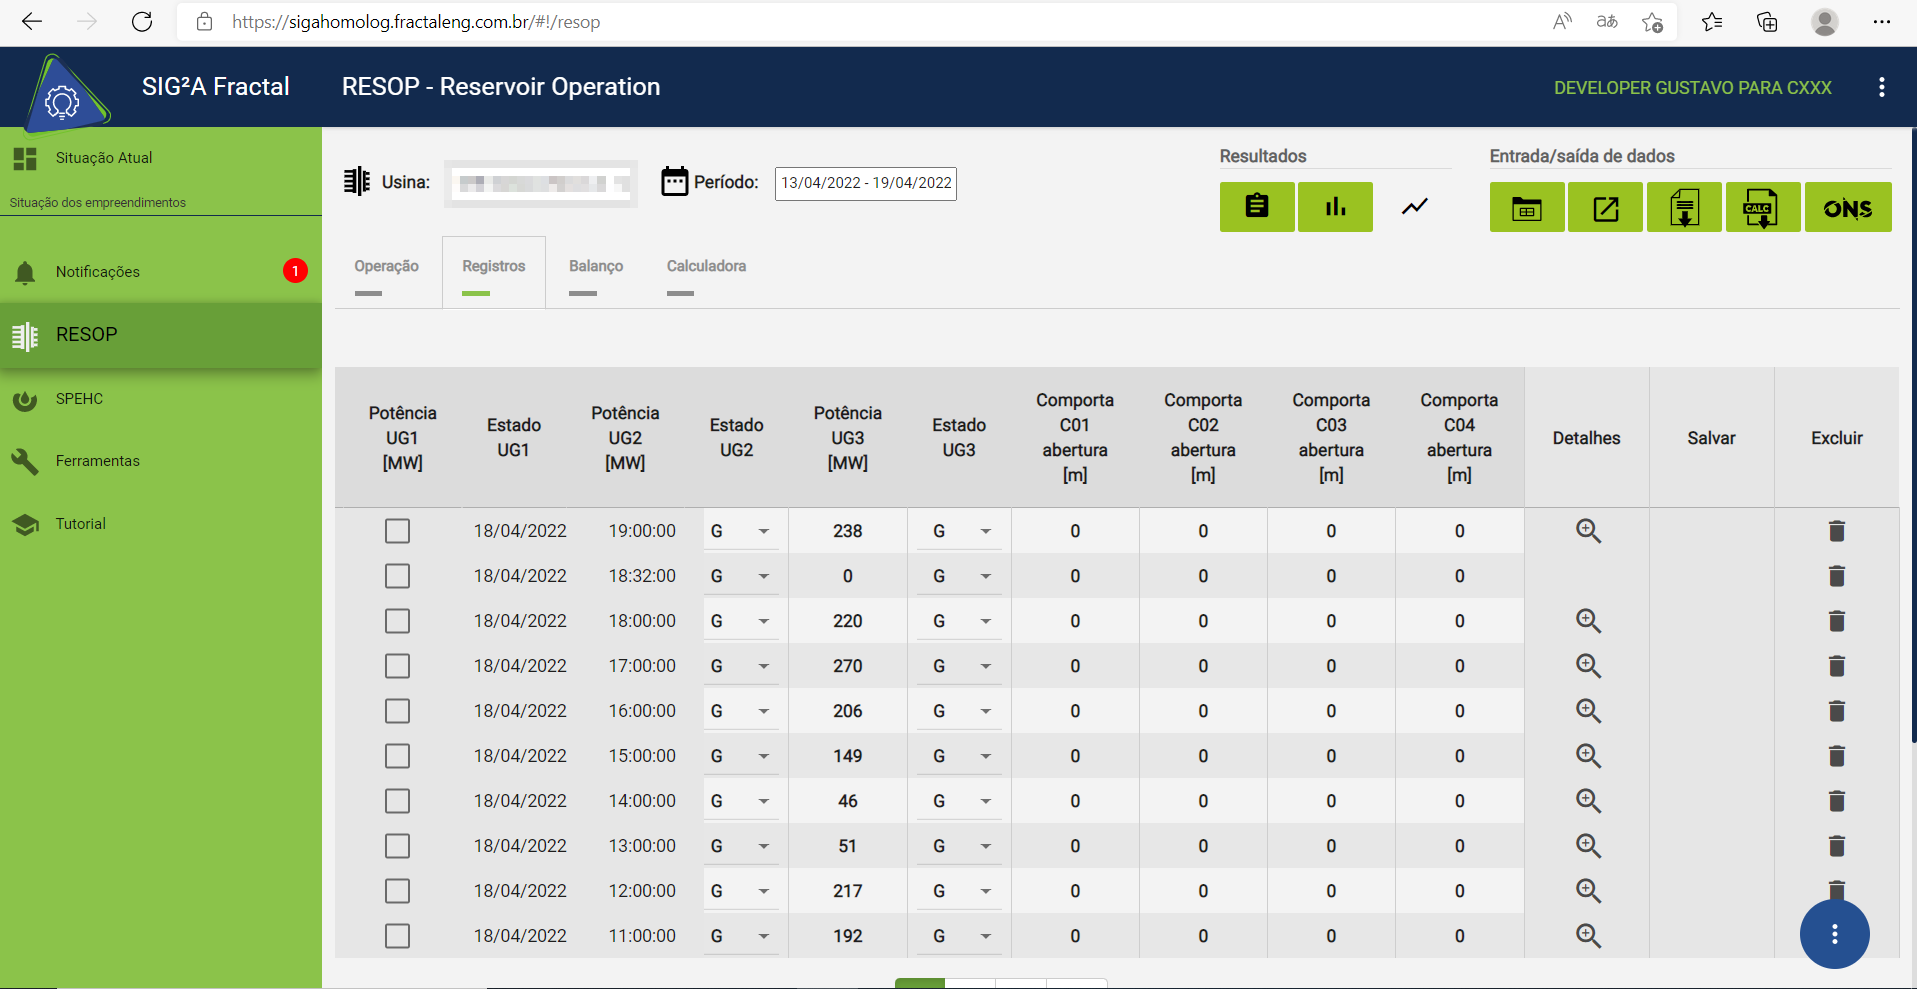 https://sigahomolog.fractaleng.com.br/#!/resop
SIG²A Fractal
RESOP - Reservoir Operation
DEVELOPER GUSTAVO PARA CXXX
Situação Atual
Situação dos empreendimentos
Notificações
1
RESOP
SPEHC
Ferramentas
Tutorial
Usina:
Período:
13/04/2022 - 19/04/2022
Resultados
Entrada/saída de dados
CALC
ONS
Operação
Registros
Balanço
Calculadora
Potência
UG1
[MW]
Estado
UG1
Potência
UG2
[MW]
Estado
UG2
Potência
UG3
[MW]
Estado
UG3
Comporta
C01
abertura
[m]
Comporta
C02
abertura
[m]
Comporta
C03
abertura
[m]
Comporta
C04
abertura
[m]
Detalhes
Salvar
Excluir
18/04/2022 19:00:00 G 238 G 0 0 0 0
18/04/2022 18:32:00 G 0 G 0 0 0 0
18/04/2022 18:00:00 G 220 G 0 0 0 0
18/04/2022 17:00:00 G 270 G 0 0 0 0
18/04/2022 16:00:00 G 206 G 0 0 0 0
18/04/2022 15:00:00 G 149 G 0 0 0 0
18/04/2022 14:00:00 G 46 G 0 0 0 0
18/04/2022 13:00:00 G 51 G 0 0 0 0
18/04/2022 12:00:00 G 217 G 0 0 0 0
18/04/2022 11:00:00 G 192 G 0 0 0 0